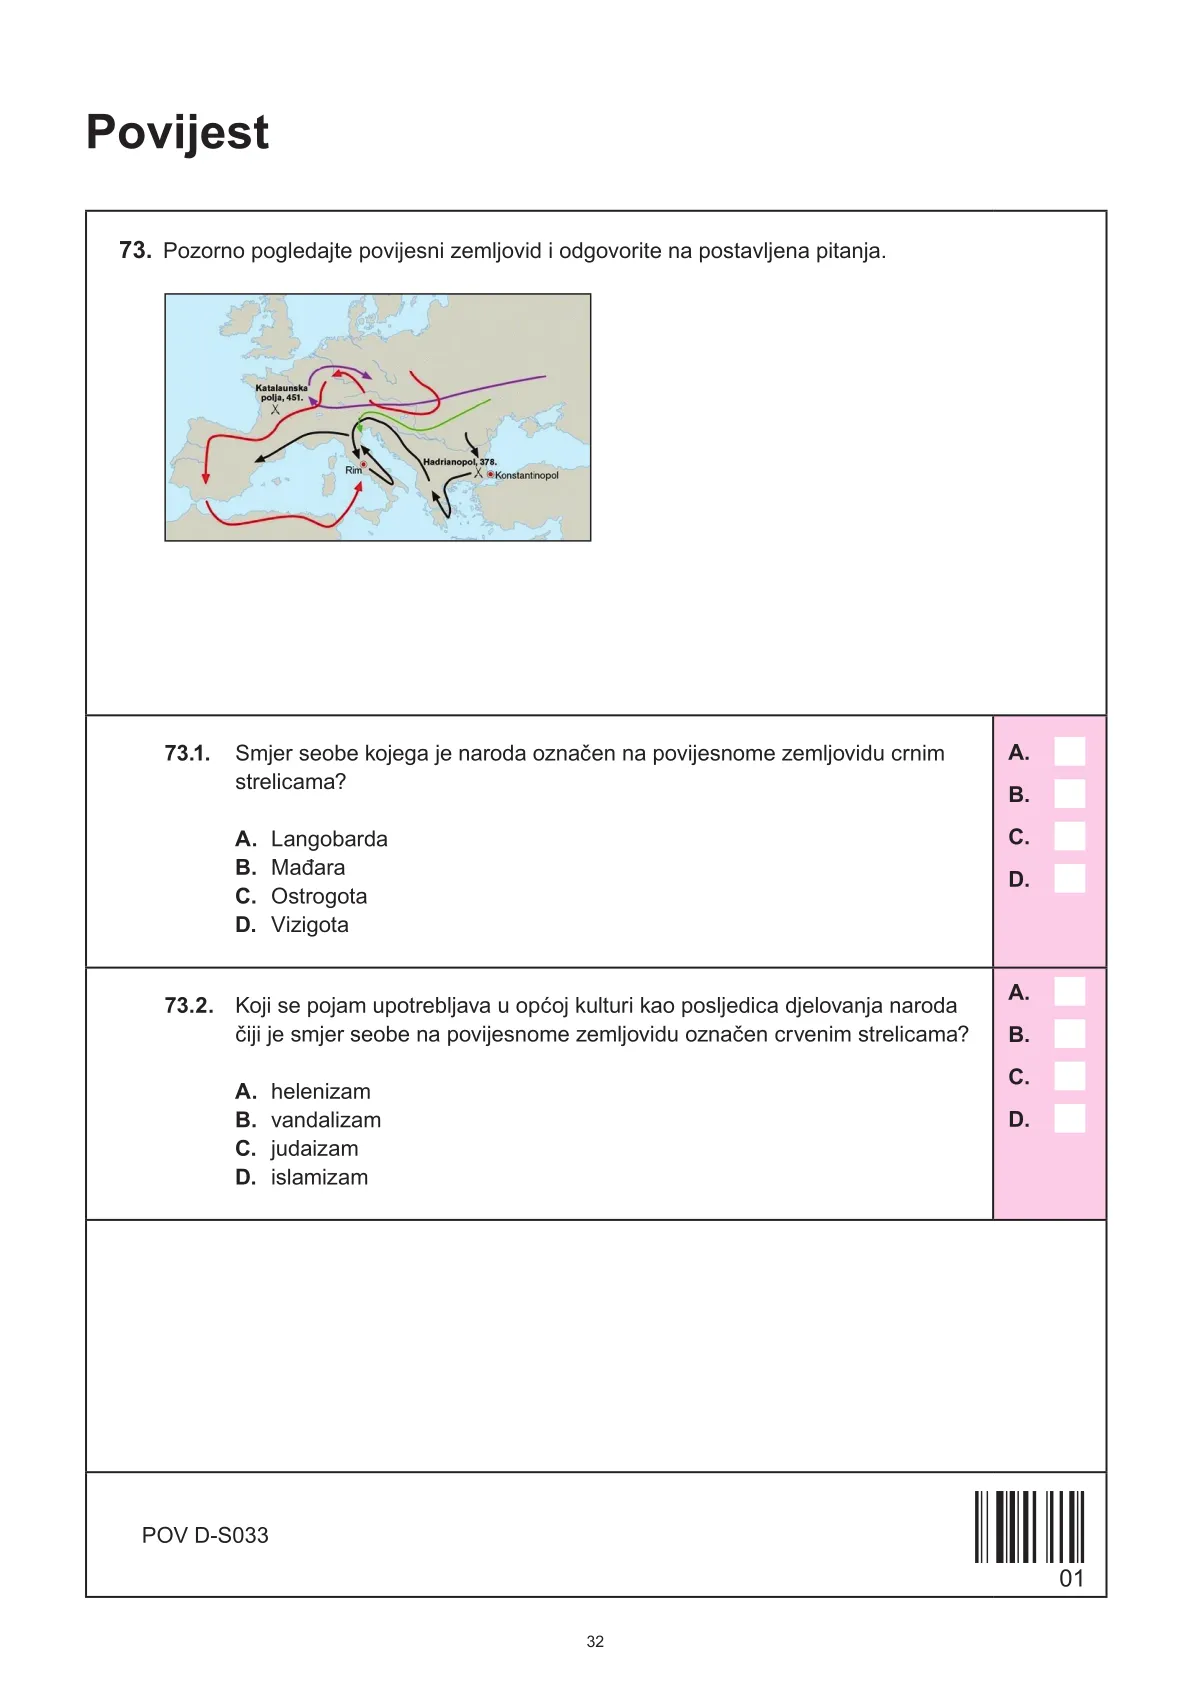 Povijest
73. Pozorno pogledajte povijesni zemljovid i odgovorite na postavljena pitanja.
Katalaunska
polja, 451.
Hadrianopol, 378.
Rim
Konstantinopol
73.1. Smjer seobe kojega je naroda označen na povijesnome zemljovidu crnim
strelicama?
A. Langobarda
B. Mađara
C. Ostrogota
D. Vizigota
A.
B.
C.
D.
73.2. Koji se pojam upotrebljava u općoj kulturi kao posljedica djelovanja naroda
čiji je smjer seobe na povijesnome zemljovidu označen crvenim strelicama?
A. helenizam
B. vandalizam
C. judaizam
D. islamizam
A.
B.
C.
D.
POV D-S033
01
32